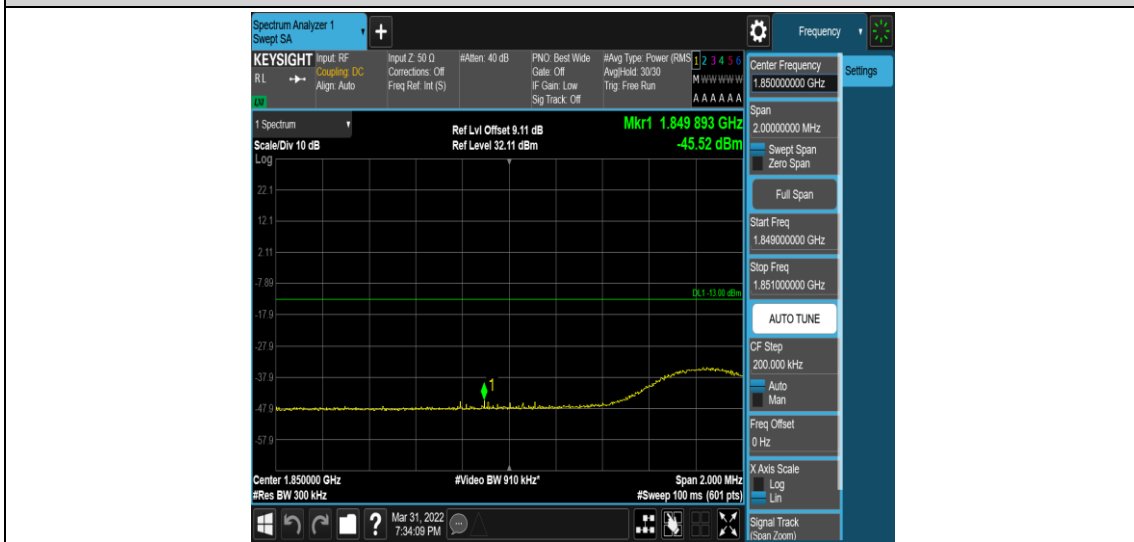 Spectrum Analyzer 1
Swept SA
+
Frequency
KEYSIGHT
RL
LXI
Input: RF
Coupling: DC
Align: Auto
Input Z: 50 Ω
Corrections: Off
Freq Ref: Int (S)
#Atten: 40 dB
PNO: Best Wide
Gate: Off
IF Gain: Low
Sig Track: Off
#Avg Type: Power (RMS
Avg|Hold: 30/30
Trig: Free Run
1 2 3 4 5 6
M W W W W W
A A A A A A
1 Spectrum
Scale/Div 10 dB
Log
Ref Lvl Offset 9.11 dB
Ref Level 32.11 dBm
Mkr1 1.849 893 GHz
-45.52 dBm
22.1
12.1
2.11
-7.89
DL1 -13.00 dBm
-17.9
-27.9
-37.9
1
-47.9
-57.9
Center 1.850000 GHz
#Res BW 300 kHz
#Video BW 910 kHz*
Span 2.000 MHz
#Sweep 100 ms (601 pts)
Center Frequency
1.850000000 GHz
Settings
Span
2.00000000 MHz
Swept Span
Zero Span
Full Span
Start Freq
1.849000000 GHz
Stop Freq
1.851000000 GHz
AUTO TUNE
CF Step
200.000 kHz
Auto
Man
Freq Offset
0 Hz
X Axis Scale
Log
Lin
Signal Track
(Span Zoom)
?
Mar 31, 2022
7:34:09 PM